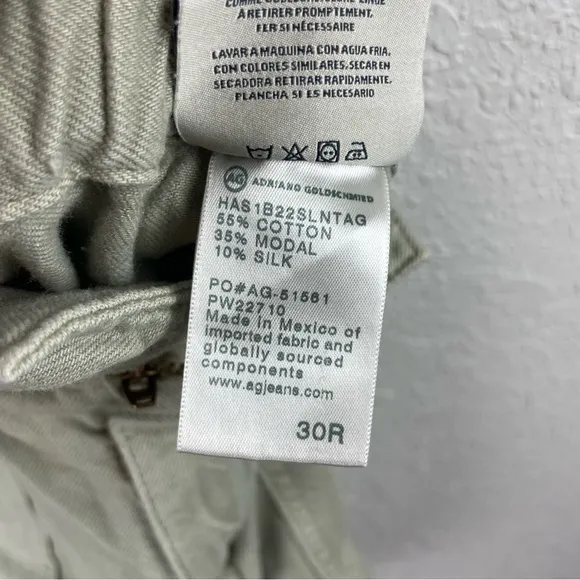 COMME COULEURS. SÈCHE-LINGE
A RETIRER PROMPTEMENT.
FER SI NÉCESSAIRE
LAVAR A MAQUINA CON AGUA FRIA.
CON COLORES SIMILARES. SECAR EN
SECADORA RETIRAR RAPIDAMENTE.
PLANCHA SI ES NECESARIO
AG ADRIANO GOLDSCHMIED
HAS1B22SLNTAG
55% COTTON
35% MODAL
10% SILK
PO#AG-51561
PW22710
Made in Mexico of
imported fabric and
globally sourced
components
www.agjeans.com
30R